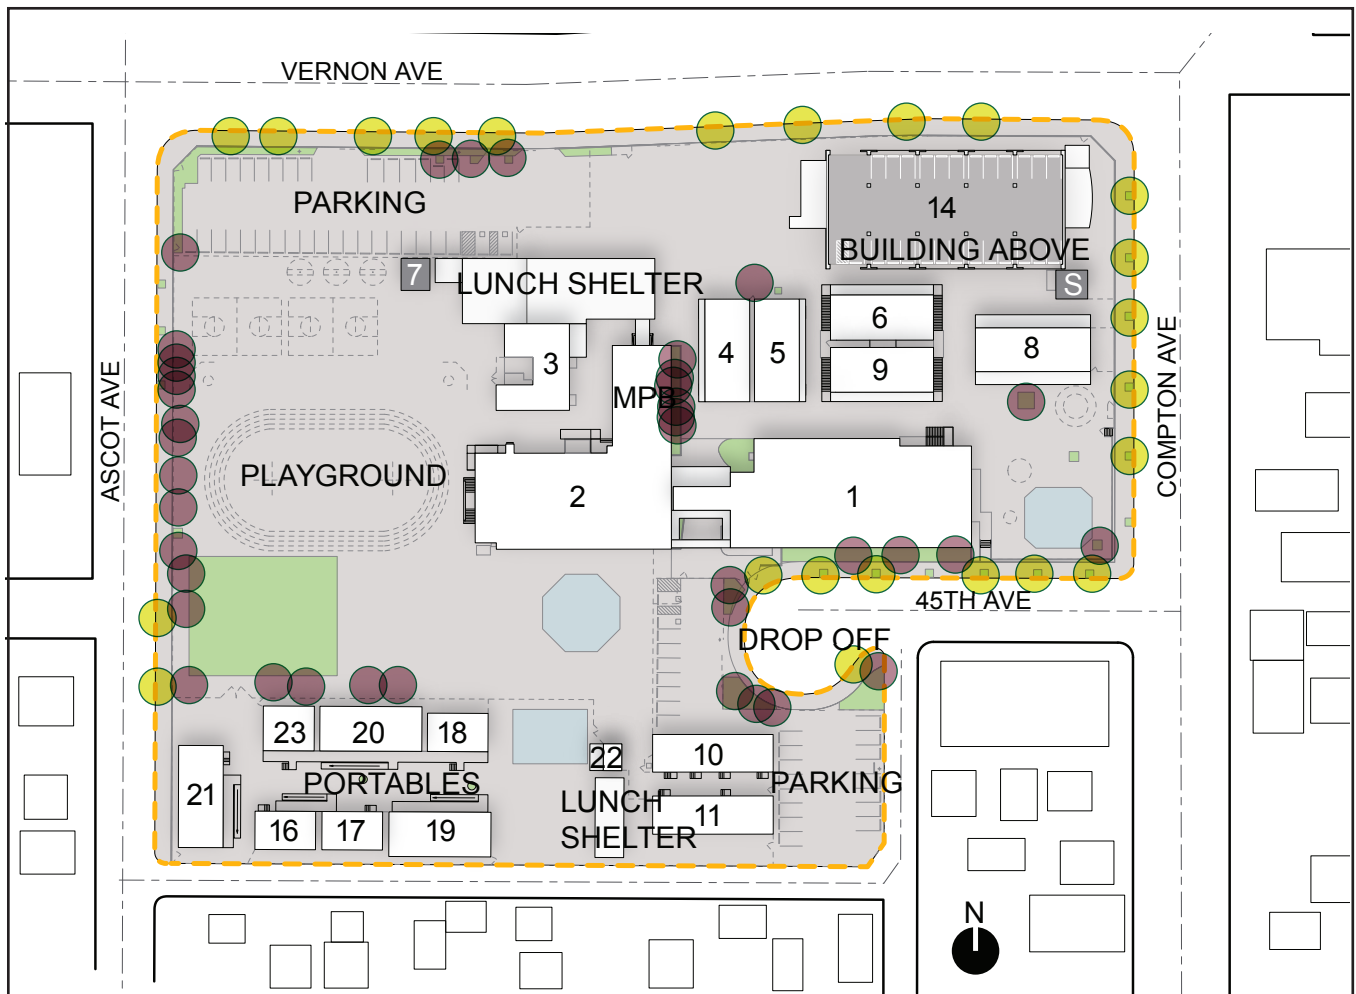 VERNON AVE
PARKING
14
BUILDING ABOVE
7
LUNCH SHELTER
S
6
4
5
8
3
9
MPB
ASCOT AVE
COMPTON AVE
PLAYGROUND
2
1
45TH AVE
DROP OFF
23
20
18
22
10
PORTABLES
PARKING
21
LUNCH
SHELTER
11
16
17
19
N